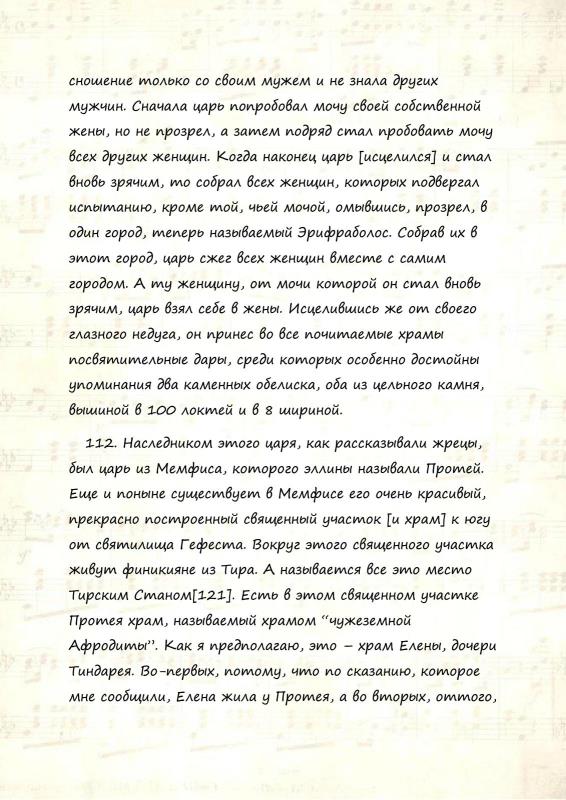 сношение только со своим мужем и не знала других
мужчин. Сначала царь попробовал мочу своей собственной
жены, но не прозрел, а затем подряд стал пробовать мочу
всех других женщин. Когда наконец царь [исцелился] и стал
вновь зрячим, то собрал всех женщин, которых подвергал
испытанию, кроме той, чьей мочой, омывшись, прозрел, в
один город, теперь называемый Эрифраболос. Собрав их в
этот город, царь сжег всех женщин вместе с самим
городом. А ту женщину, от мочи которой он стал вновь
зрячим, царь взял себе в жены. Исцелившись же от своего
глазного недуга, он принес во все почитаемые храмы
посвятительные дары, среди которых особенно достойны
упоминания два каменных обелиска, оба из цельного камня,
вышиной в 100 локтей и в 8 шириной.
112. Наследником этого царя, как рассказывали жрецы,
был царь из Мемфиса, которого эллины называли Протей.
Еще и поныне существует в Мемфисе его очень красивый,
прекрасно построенный священный участок [и храм] к югу
от святилища Гефеста. Вокруг этого священного участка
живут финикияне из Тира. А называется все это место
Тирским Станом[121]. Есть в этом священном участке
Протея храм, называемый храмом “чужеземной
Афродиты”. Как я предполагаю, это – храм Елены, дочери
Тиндарея. Во-первых, потому, что по сказанию, которое
мне сообщили, Елена жила у Протея, а во вторых, оттого,